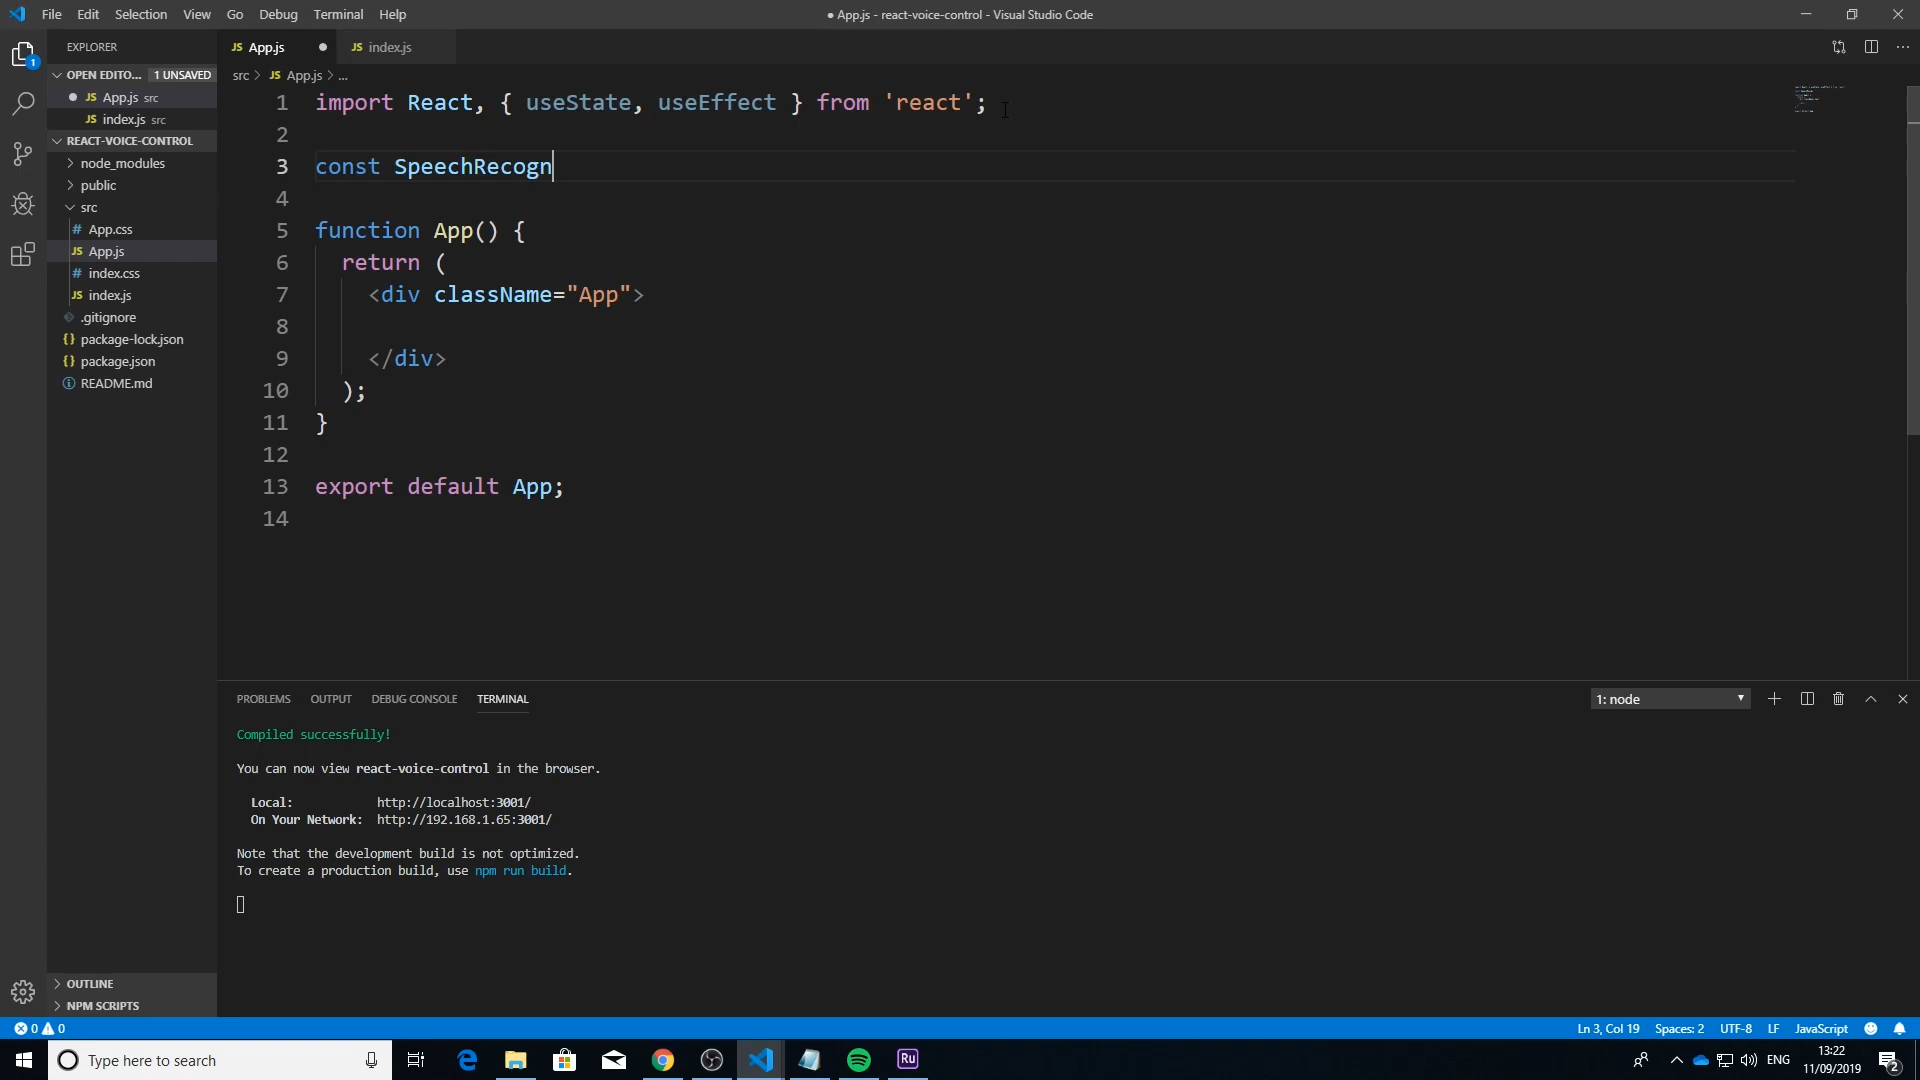 File Edit Selection View Go Debug Terminal Help
● App.js - react-voice-control - Visual Studio Code
EXPLORER
OPEN EDITO... 1 UNSAVED
● JS App.js src
JS index.js src
REACT-VOICE-CONTROL
node_modules
public
src
# App.css
JS App.js
# index.css
JS index.js
.gitignore
{} package-lock.json
{} package.json
README.md
OUTLINE
NPM SCRIPTS
JS App.js ● JS index.js
src > JS App.js > ...
1 import React, { useState, useEffect } from 'react';
2
3 const SpeechRecogn
4
5 function App() {
6 return (
7 <div className="App">
8
9 </div>
10 );
11 }
12
13 export default App;
14
PROBLEMS OUTPUT DEBUG CONSOLE TERMINAL 1: node
Compiled successfully!
You can now view react-voice-control in the browser.
Local: http://localhost:3001/
On Your Network: http://192.168.1.65:3001/
Note that the development build is not optimized.
To create a production build, use npm run build.
0 0 Ln 3, Col 19 Spaces: 2 UTF-8 LF JavaScript
Type here to search
Ru
ENG
13:22
11/09/2019
2